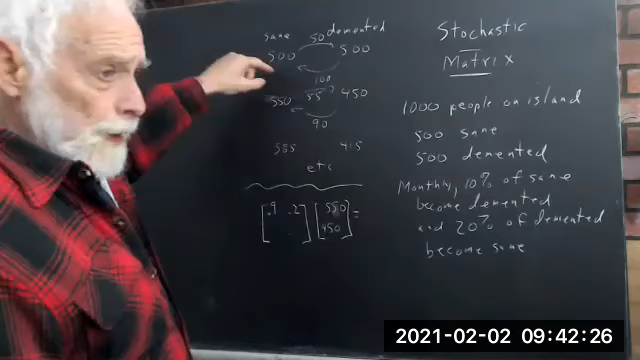 sane 50 demented
500 500
100
550 55 450
90
585 415
etc
[.9 .2] [550
450] =
Stochastic
Matrix
1000 people on island
500 sane
500 demented
Monthly, 10% of sane
become demented
and 20% of demented
become sane
2021-02-02 09:42:26